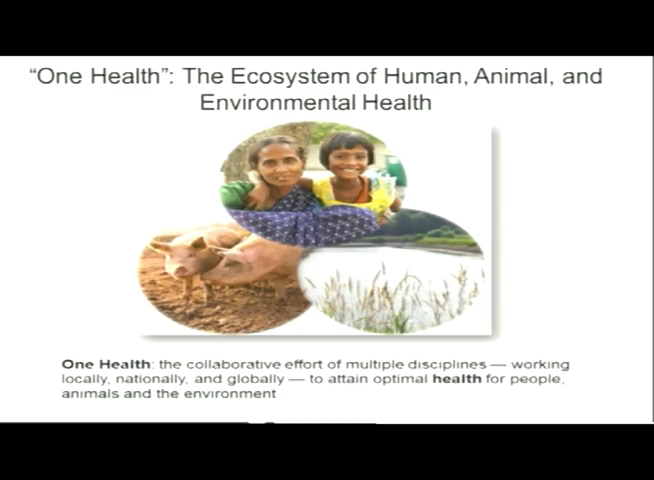 “One Health”: The Ecosystem of Human, Animal, and
Environmental Health
One Health: the collaborative effort of multiple disciplines — working
locally, nationally, and globally — to attain optimal health for people,
animals and the environment